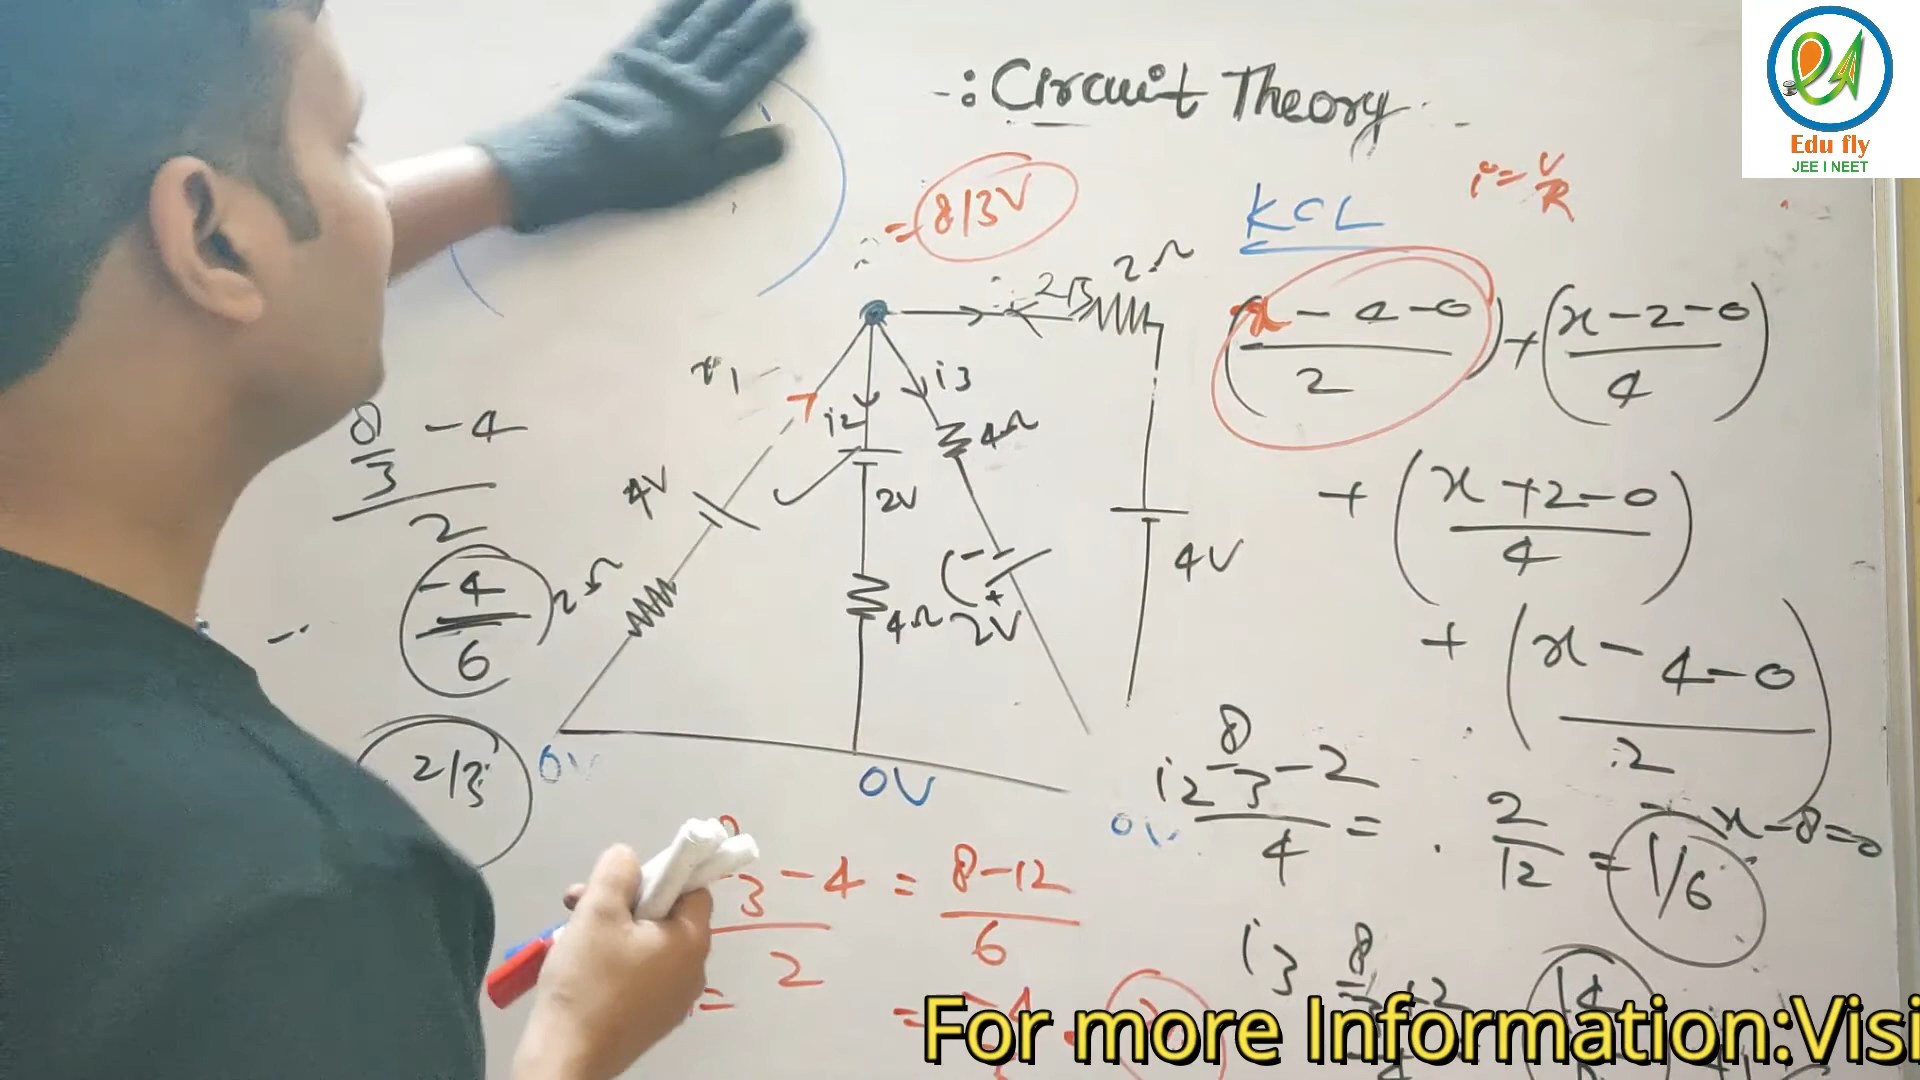 -: Circuit Theory
Edu fly
JEE I NEET
= 8/3V
KCL
i = V/R
2Ω
2/3
(x - 4 - 0 / 2) + (x - 2 - 0 / 4)
+ (x + 2 - 0 / 4)
+ (x - 4 - 0 / 2)
x - 8 = 0
i3
i2
4Ω
4V
2V
4V
2Ω
4Ω
2V
- +
8/3 - 4 / 2
-4/6
2/3
0V
0V
0V
i2 8/3 - 2 / 4 = 2/12 = 1/6
3 - 4 / 2 = 8 - 12 / 6
=
i3 8
14
For more Information:Visi